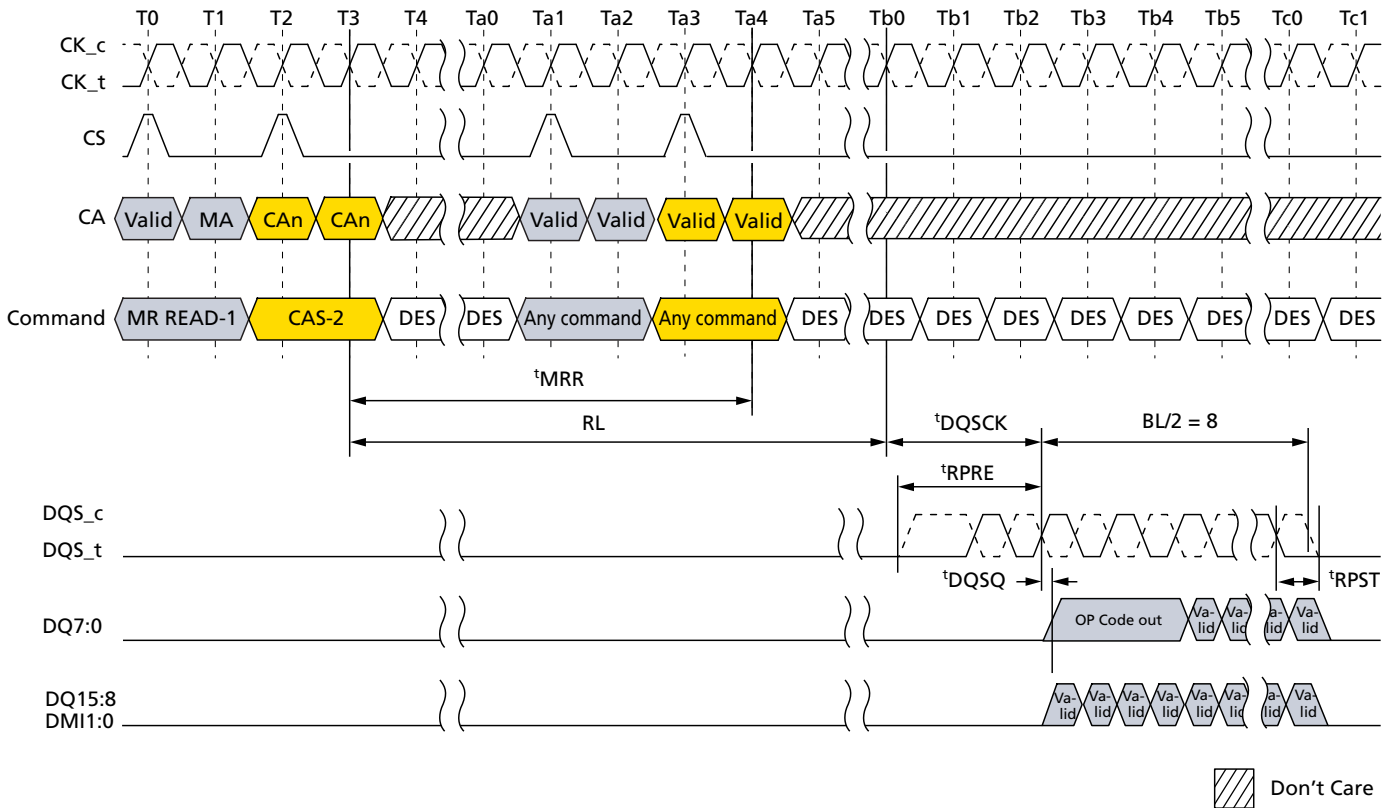 T0 T1 T2 T3 T4 Ta0 Ta1 Ta2 Ta3 Ta4 Ta5 Tb0 Tb1 Tb2 Tb3 Tb4 Tb5 Tc0 Tc1
CK_c
CK_t
CS
CA Valid MA CAn CAn Valid Valid Valid Valid
Command MR READ-1 CAS-2 DES DES Any command Any command DES DES DES DES DES DES DES DES DES
tMRR
RL tDQSCK BL/2 = 8
tRPRE
DQS_c
DQS_t
tDQSQ tRPST
DQ7:0 OP Code out Va-lid Va-lid a-lid Va-lid
DQ15:8
DMI1:0 Va-lid Va-lid Va-lid Va-lid Va-lid Va-lid a-lid Va-lid
Don't Care